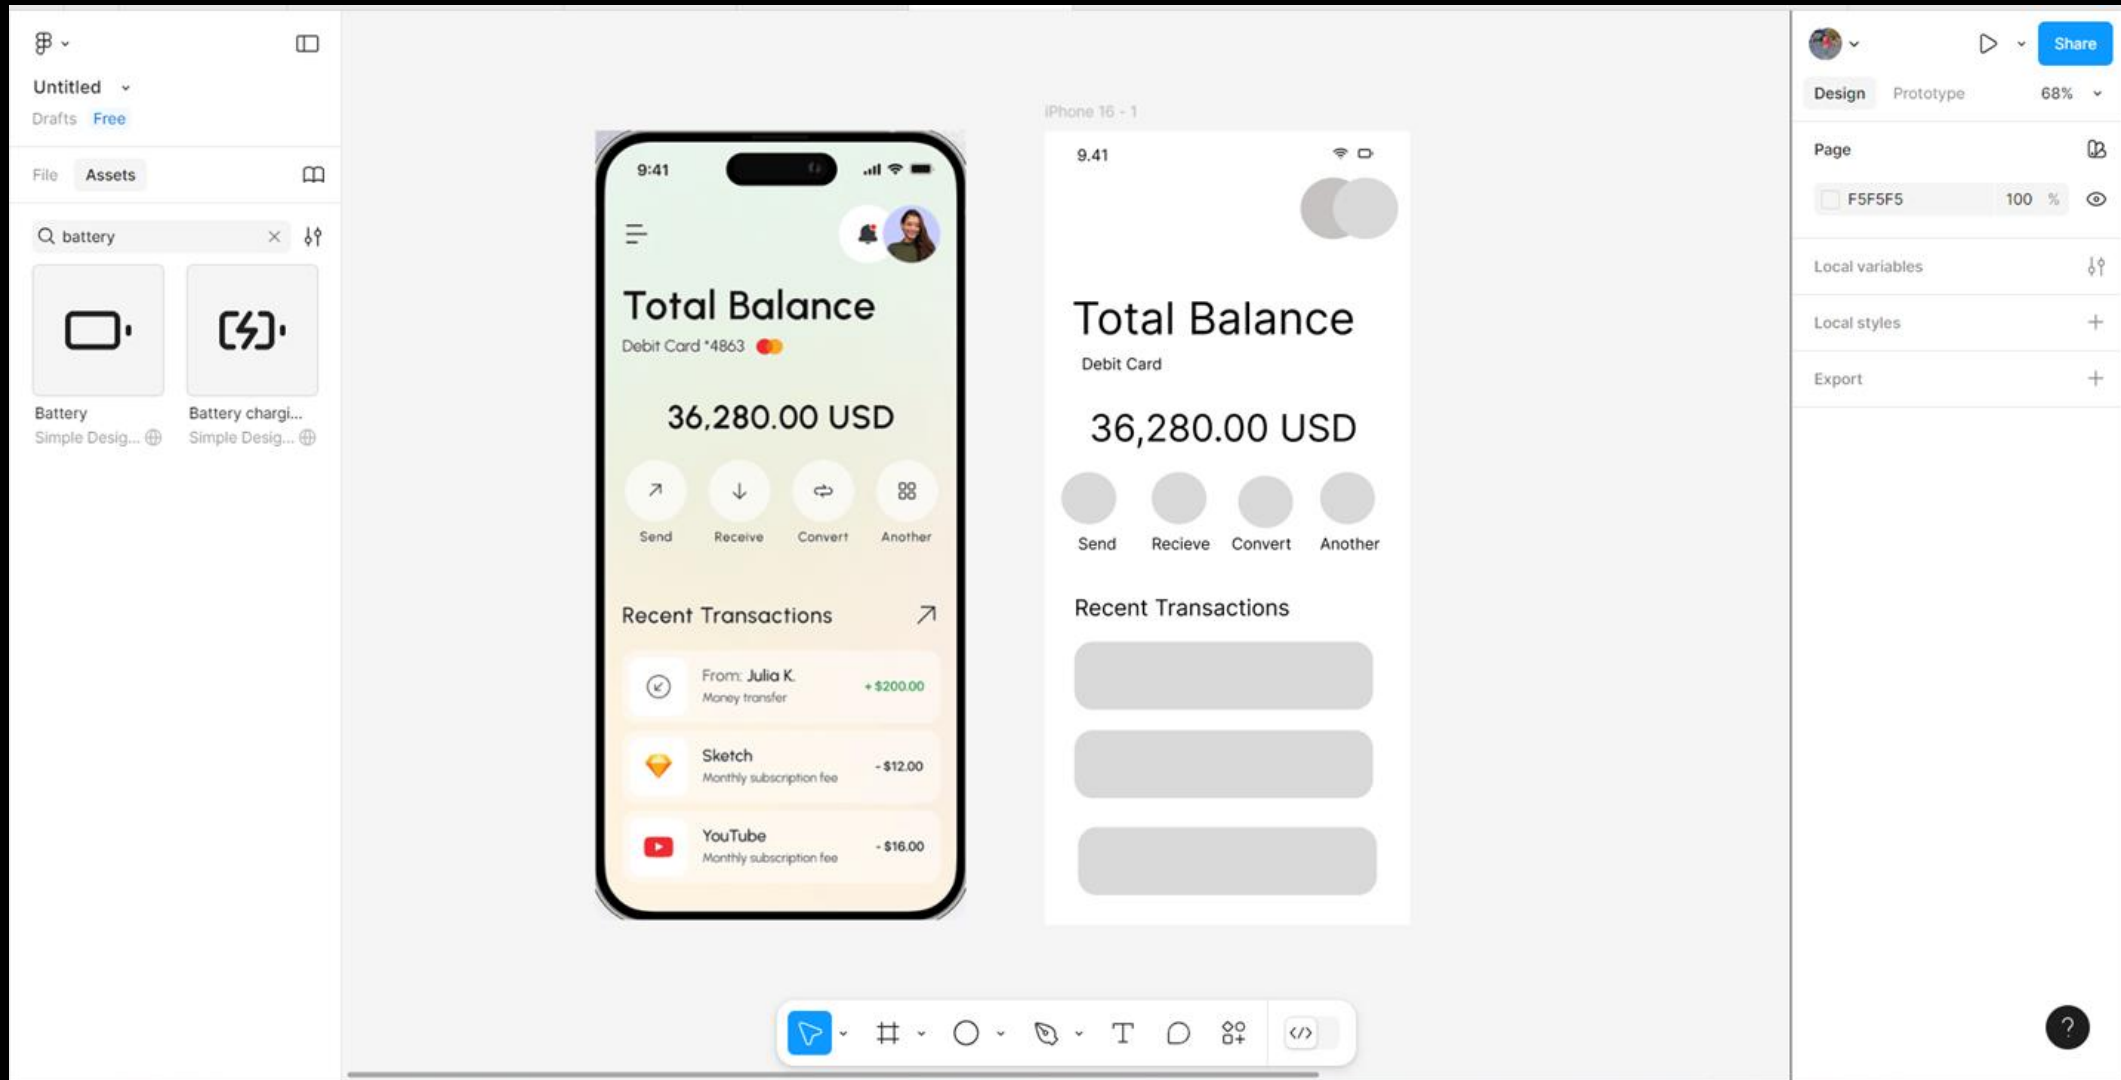 Untitled
Drafts Free
File Assets
battery
Battery
Simple Desig...
Battery chargi...
Simple Desig...
9:41
Total Balance
Debit Card *4863
36,280.00 USD
Send Receive Convert Another
Recent Transactions
From: Julia K.
Money transfer
+ $200.00
Sketch
Monthly subscription fee
- $12.00
YouTube
Monthly subscription fee
- $16.00
iPhone 16 - 1
9.41
Total Balance
Debit Card
36,280.00 USD
Send Recieve Convert Another
Recent Transactions
Share
Design Prototype 68%
Page
F5F5F5 100 %
Local variables
Local styles
Export
?